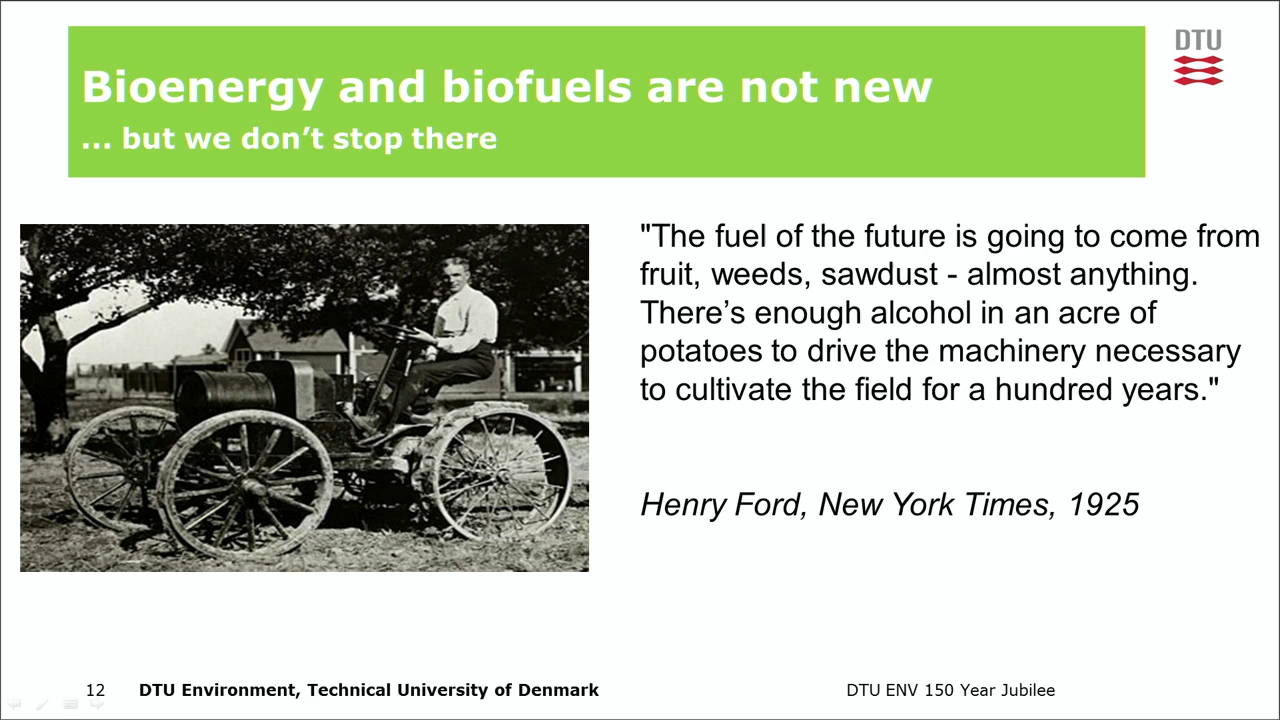 Bioenergy and biofuels are not new
... but we don’t stop there
DTU
"The fuel of the future is going to come from
fruit, weeds, sawdust - almost anything.
There’s enough alcohol in an acre of
potatoes to drive the machinery necessary
to cultivate the field for a hundred years."
Henry Ford, New York Times, 1925
12 DTU Environment, Technical University of Denmark DTU ENV 150 Year Jubilee